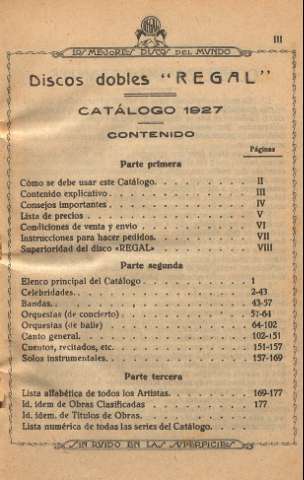 III
LOS MEJORES DISCOS DEL MVNDO
Discos dobles "REGAL"
CATÁLOGO 1927
CONTENIDO
Páginas
Parte primera
Cómo se debe usar este Catálogo. II
Contenido explicativo III
Consejos importantes IV
Lista de precios V
Condiciones de venta y envío VI
Instrucciones para hacer pedidos. VII
Superioridad del disco «REGAL» VIII
Parte segunda
Elenco principal del Catálogo 1
Celebridades. 2-43
Bandas. 43-57
Orquestas (de concierto) 57-64
Orquestas (de baile) 64-102
Canto general. 102-151
Cuentos, recitados, etc. 151-157
Solos instrumentales. 157-169
Parte tercera
Lista alfabética de todos los Artistas. 169-177
Id. ídem de Obras Clasificadas 177
Id. ídem. de Títulos de Obras.
Lista numérica de todas las series del Catálogo.
SIN RVIDO EN LAS SVPERFICIES